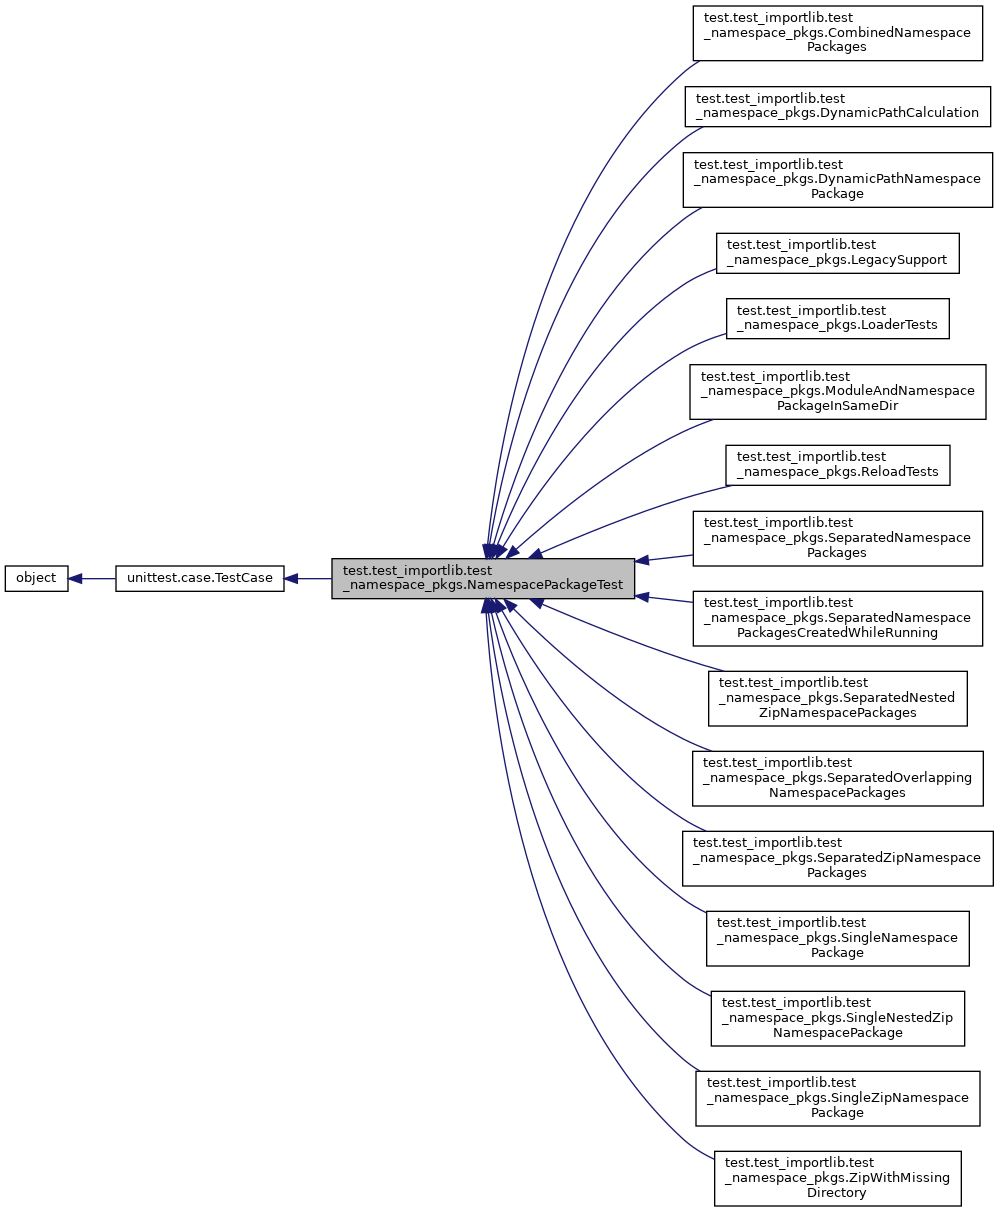 test.test_importlib.test
_namespace_pkgs.CombinedNamespace
Packages
test.test_importlib.test
_namespace_pkgs.DynamicPathCalculation
test.test_importlib.test
_namespace_pkgs.DynamicPathNamespace
Package
test.test_importlib.test
_namespace_pkgs.LegacySupport
test.test_importlib.test
_namespace_pkgs.LoaderTests
test.test_importlib.test
_namespace_pkgs.ModuleAndNamespace
PackageInSameDir
test.test_importlib.test
_namespace_pkgs.ReloadTests
test.test_importlib.test
_namespace_pkgs.SeparatedNamespace
Packages
object
unittest.case.TestCase
test.test_importlib.test
_namespace_pkgs.NamespacePackageTest
test.test_importlib.test
_namespace_pkgs.SeparatedNamespace
PackagesCreatedWhileRunning
test.test_importlib.test
_namespace_pkgs.SeparatedNested
ZipNamespacePackages
test.test_importlib.test
_namespace_pkgs.SeparatedOverlapping
NamespacePackages
test.test_importlib.test
_namespace_pkgs.SeparatedZipNamespace
Packages
test.test_importlib.test
_namespace_pkgs.SingleNamespace
Package
test.test_importlib.test
_namespace_pkgs.SingleNestedZip
NamespacePackage
test.test_importlib.test
_namespace_pkgs.SingleZipNamespace
Package
test.test_importlib.test
_namespace_pkgs.ZipWithMissing
Directory